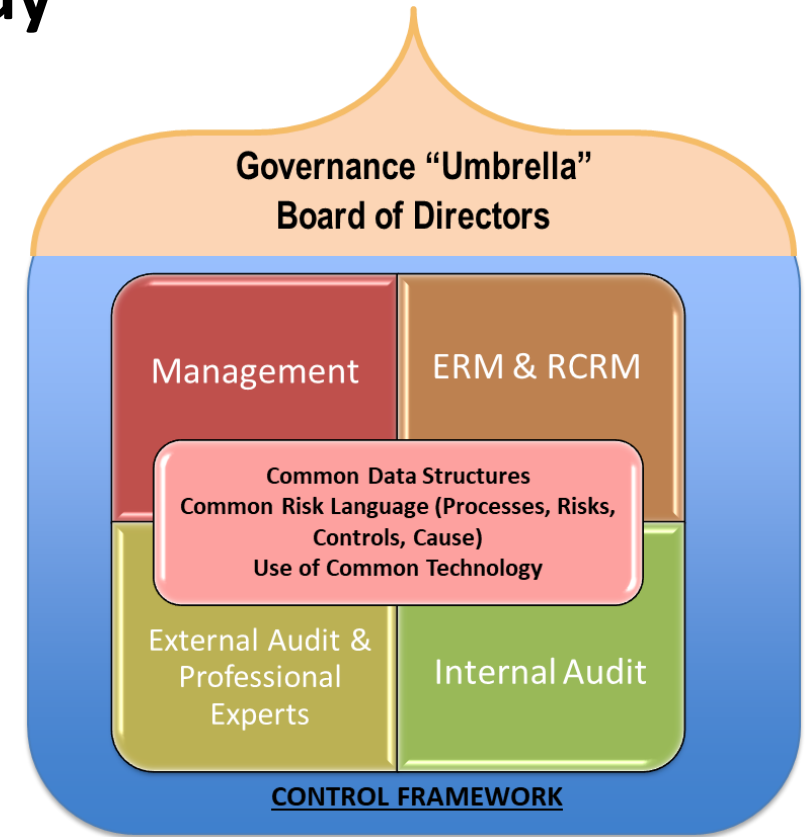 Governance “Umbrella”
Board of Directors
Management
ERM & RCRM
Common Data Structures
Common Risk Language (Processes, Risks,
Controls, Cause)
Use of Common Technology
External Audit &
Professional
Experts
Internal Audit
CONTROL FRAMEWORK